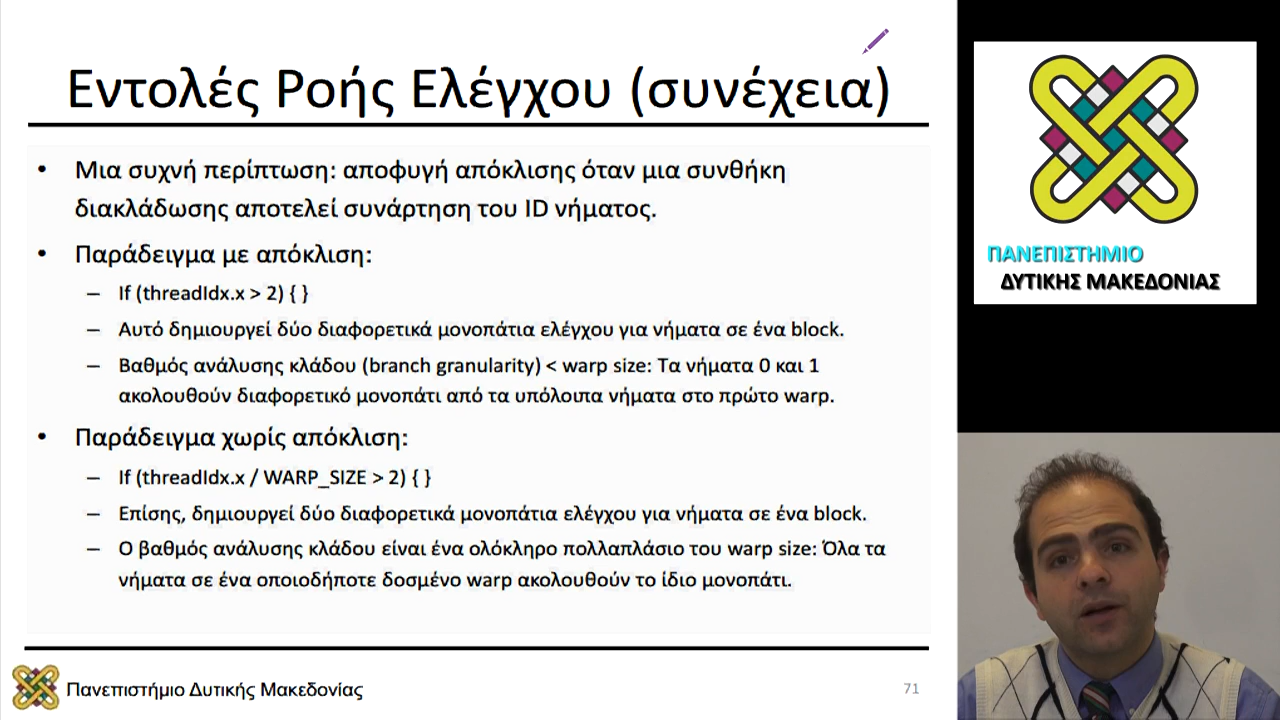 Εντολές Ροής Ελέγχου (συνέχεια)
• Μια συχνή περίπτωση: αποφυγή απόκλισης όταν μια συνθήκη
διακλάδωσης αποτελεί συνάρτηση του ID νήματος.
• Παράδειγμα με απόκλιση:
– If (threadIdx.x > 2) { }
– Αυτό δημιουργεί δύο διαφορετικά μονοπάτια ελέγχου για νήματα σε ένα block.
– Βαθμός ανάλυσης κλάδου (branch granularity) < warp size: Τα νήματα 0 και 1
ακολουθούν διαφορετικό μονοπάτι από τα υπόλοιπα νήματα στο πρώτο warp.
• Παράδειγμα χωρίς απόκλιση:
– If (threadIdx.x / WARP_SIZE > 2) { }
– Επίσης, δημιουργεί δύο διαφορετικά μονοπάτια ελέγχου για νήματα σε ένα block.
– Ο βαθμός ανάλυσης κλάδου είναι ένα ολόκληρο πολλαπλάσιο του warp size: Όλα τα
νήματα σε ένα οποιοδήποτε δοσμένο warp ακολουθούν το ίδιο μονοπάτι.
Πανεπιστήμιο Δυτικής Μακεδονίας
71
ΠΑΝΕΠΙΣΤΗΜΙΟ
ΔΥΤΙΚΗΣ ΜΑΚΕΔΟΝΙΑΣ